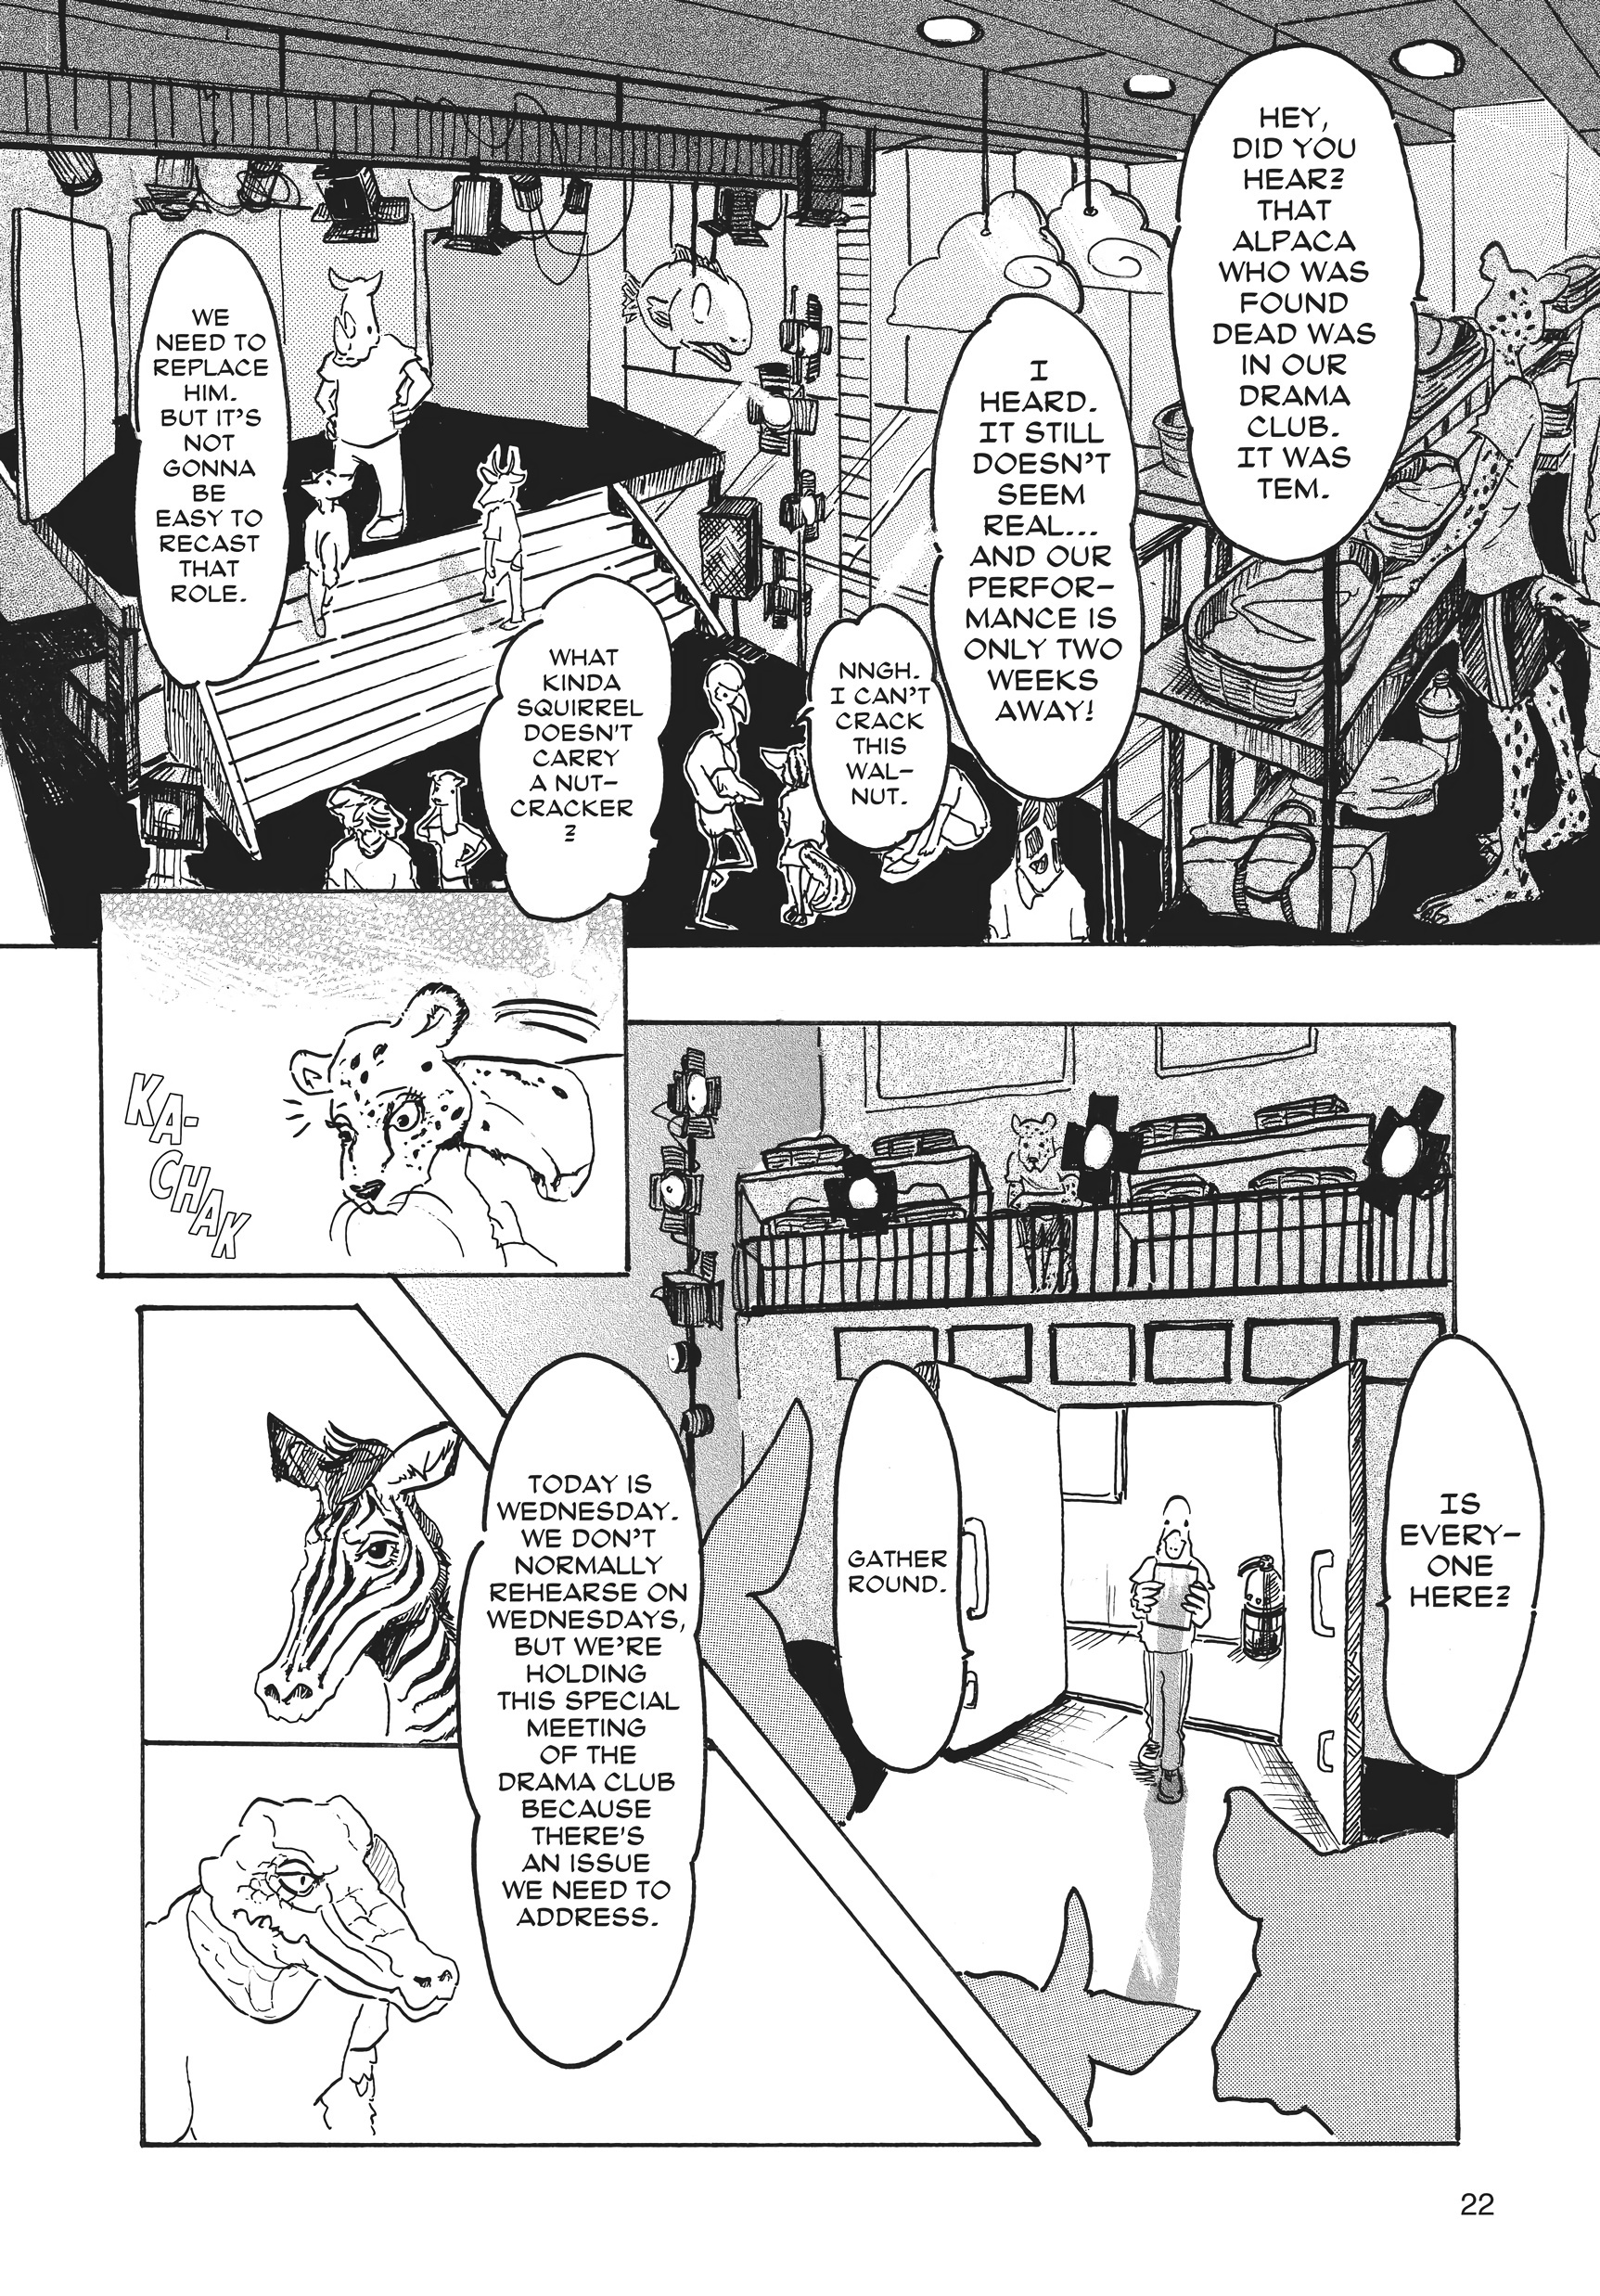 HEY,
DID YOU
HEAR?
THAT
ALPACA
WHO WAS
FOUND
DEAD WAS
IN OUR
DRAMA
CLUB.
IT WAS
TEM.
I
HEARD.
IT STILL
DOESN'T
SEEM
REAL...
AND OUR
PERFOR-
MANCE IS
ONLY TWO
WEEKS
AWAY!
NNGH.
I CAN'T
CRACK
THIS
WAL-
NUT.
WHAT
KINDA
SQUIRREL
DOESN'T
CARRY
A NUT-
CRACKER
?
WE
NEED TO
REPLACE
HIM.
BUT IT'S
NOT
GONNA
BE
EASY TO
RECAST
THAT
ROLE.
KA-
CHAK
IS
EVERY-
ONE
HERE?
GATHER
ROUND.
TODAY IS
WEDNESDAY.
WE DON'T
NORMALLY
REHEARSE ON
WEDNESDAYS,
BUT WE'RE
HOLDING
THIS SPECIAL
MEETING
OF THE
DRAMA CLUB
BECAUSE
THERE'S
AN ISSUE
WE NEED TO
ADDRESS.
22